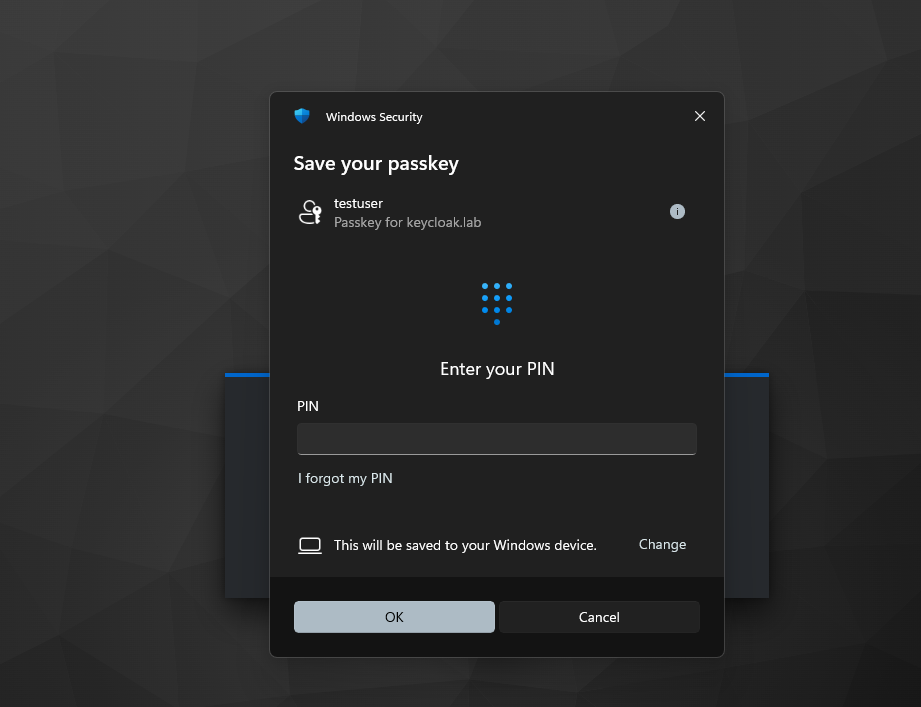 Windows Security
Save your passkey
testuser
Passkey for keycloak.lab
Enter your PIN
PIN
I forgot my PIN
This will be saved to your Windows device.
Change
OK
Cancel